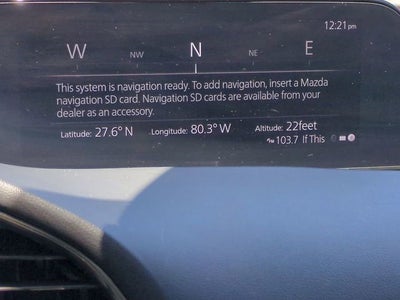 12:21pm
W NW N NE E
This system is navigation ready. To add navigation, insert a Mazda
navigation SD card. Navigation SD cards are available from your
dealer as an accessory.
Latitude: 27.6° N Longitude: 80.3° W Altitude: 22feet
103.7 If This